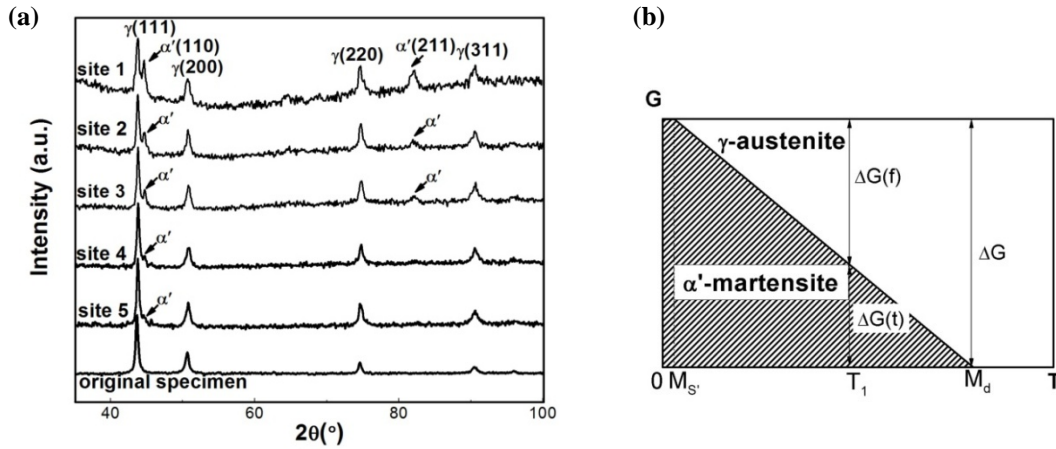 (a)
γ(111)
α′(110)
γ(200)
γ(220)
α′(211)
γ(311)
site 1
site 2
α′
α′
site 3
α′
α′
site 4
α′
site 5
α′
original specimen
Intensity (a.u.)
40 60 80 100
2θ(°)
(b)
G
γ-austenite
ΔG(f)
ΔG
α'-martensite
ΔG(t)
0 M_S' T_1 M_d T